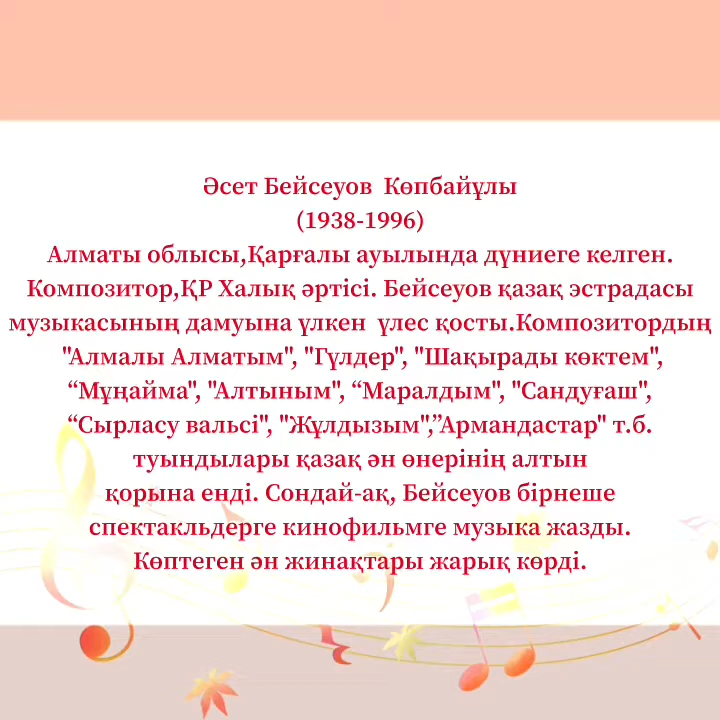 Әсет Бейсеуов  Көпбайұлы
(1938-1996)
Алматы облысы,Қарғалы ауылында дүниеге келген.
Композитор,ҚР Халық әртісі. Бейсеуов қазақ эстрадасы
музыкасының дамуына үлкен  үлес қосты.Композитордың
"Алмалы Алматым", "Гүлдер", "Шақырады көктем",
“Мұңайма", "Алтыным", “Маралдым", "Сандуғаш",
“Сырласу вальсі", "Жұлдызым",”Армандастар" т.б.
туындылары қазақ ән өнерінің алтын
қорына енді. Сондай-ақ, Бейсеуов бірнеше
спектакльдерге кинофильмге музыка жазды.
Көптеген ән жинақтары жарық көрді.